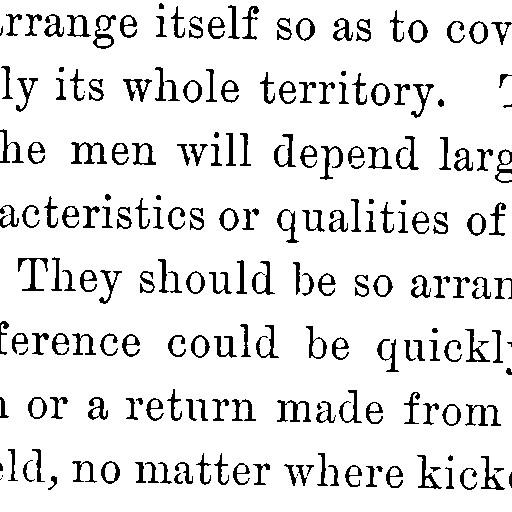 arrange itself so as to cov
ly its whole territory. T
he men will depend larg
acteristics or qualities of
They should be so arran
ference could be quickly
n or a return made from
eld, no matter where kick